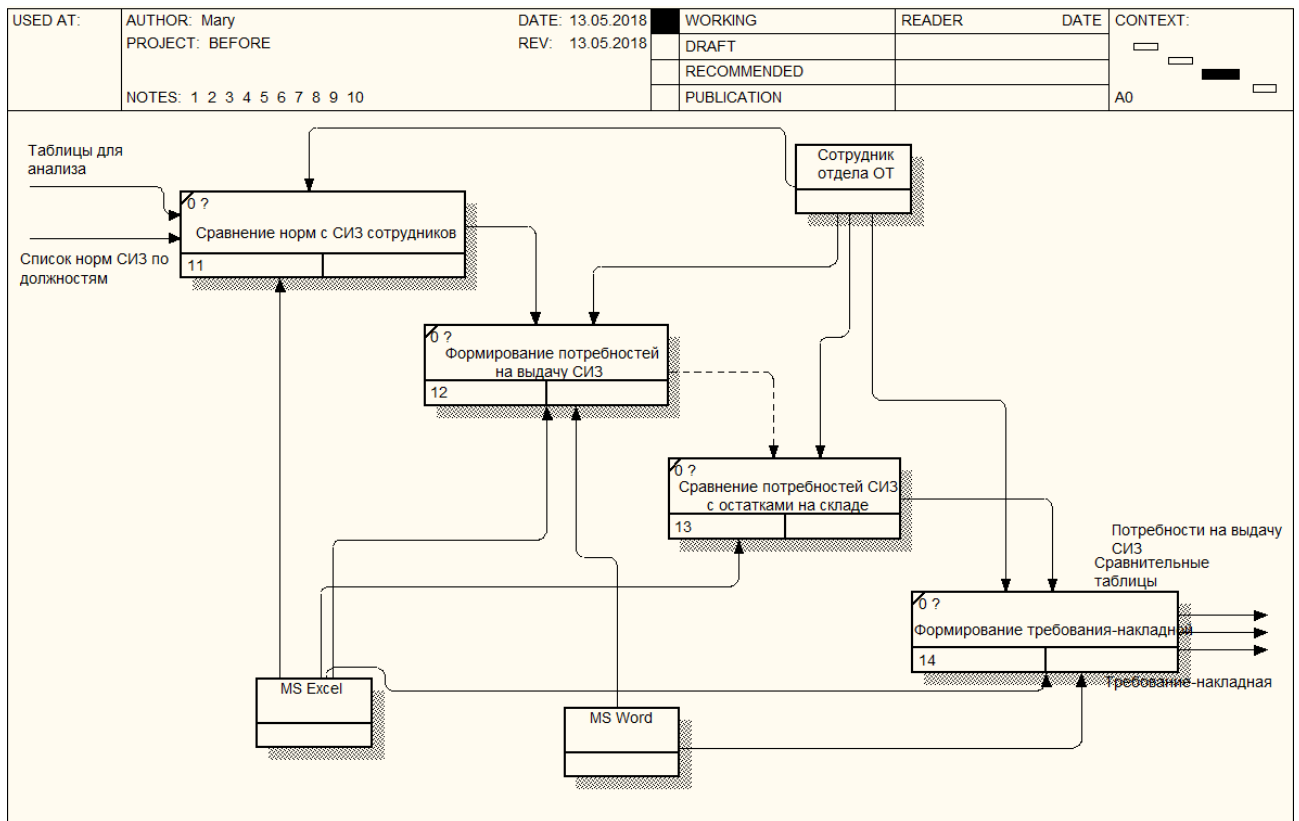 USED AT:
AUTHOR: Mary
DATE: 13.05.2018
WORKING
READER
DATE
CONTEXT:
PROJECT: BEFORE
REV: 13.05.2018
DRAFT
RECOMMENDED
NOTES: 1 2 3 4 5 6 7 8 9 10
PUBLICATION
A0
Таблицы для
анализа
Сотрудник
отдела ОТ
0 ?
Сравнение норм с СИЗ сотрудников
11
Список норм СИЗ по
должностям
0 ?
Формирование потребностей
на выдачу СИЗ
12
0 ?
Сравнение потребностей СИЗ
с остатками на складе
13
Потребности на выдачу
СИЗ
Сравнительные
таблицы
0 ?
Формирование требования-накладной
14
Требование-накладная
MS Excel
MS Word